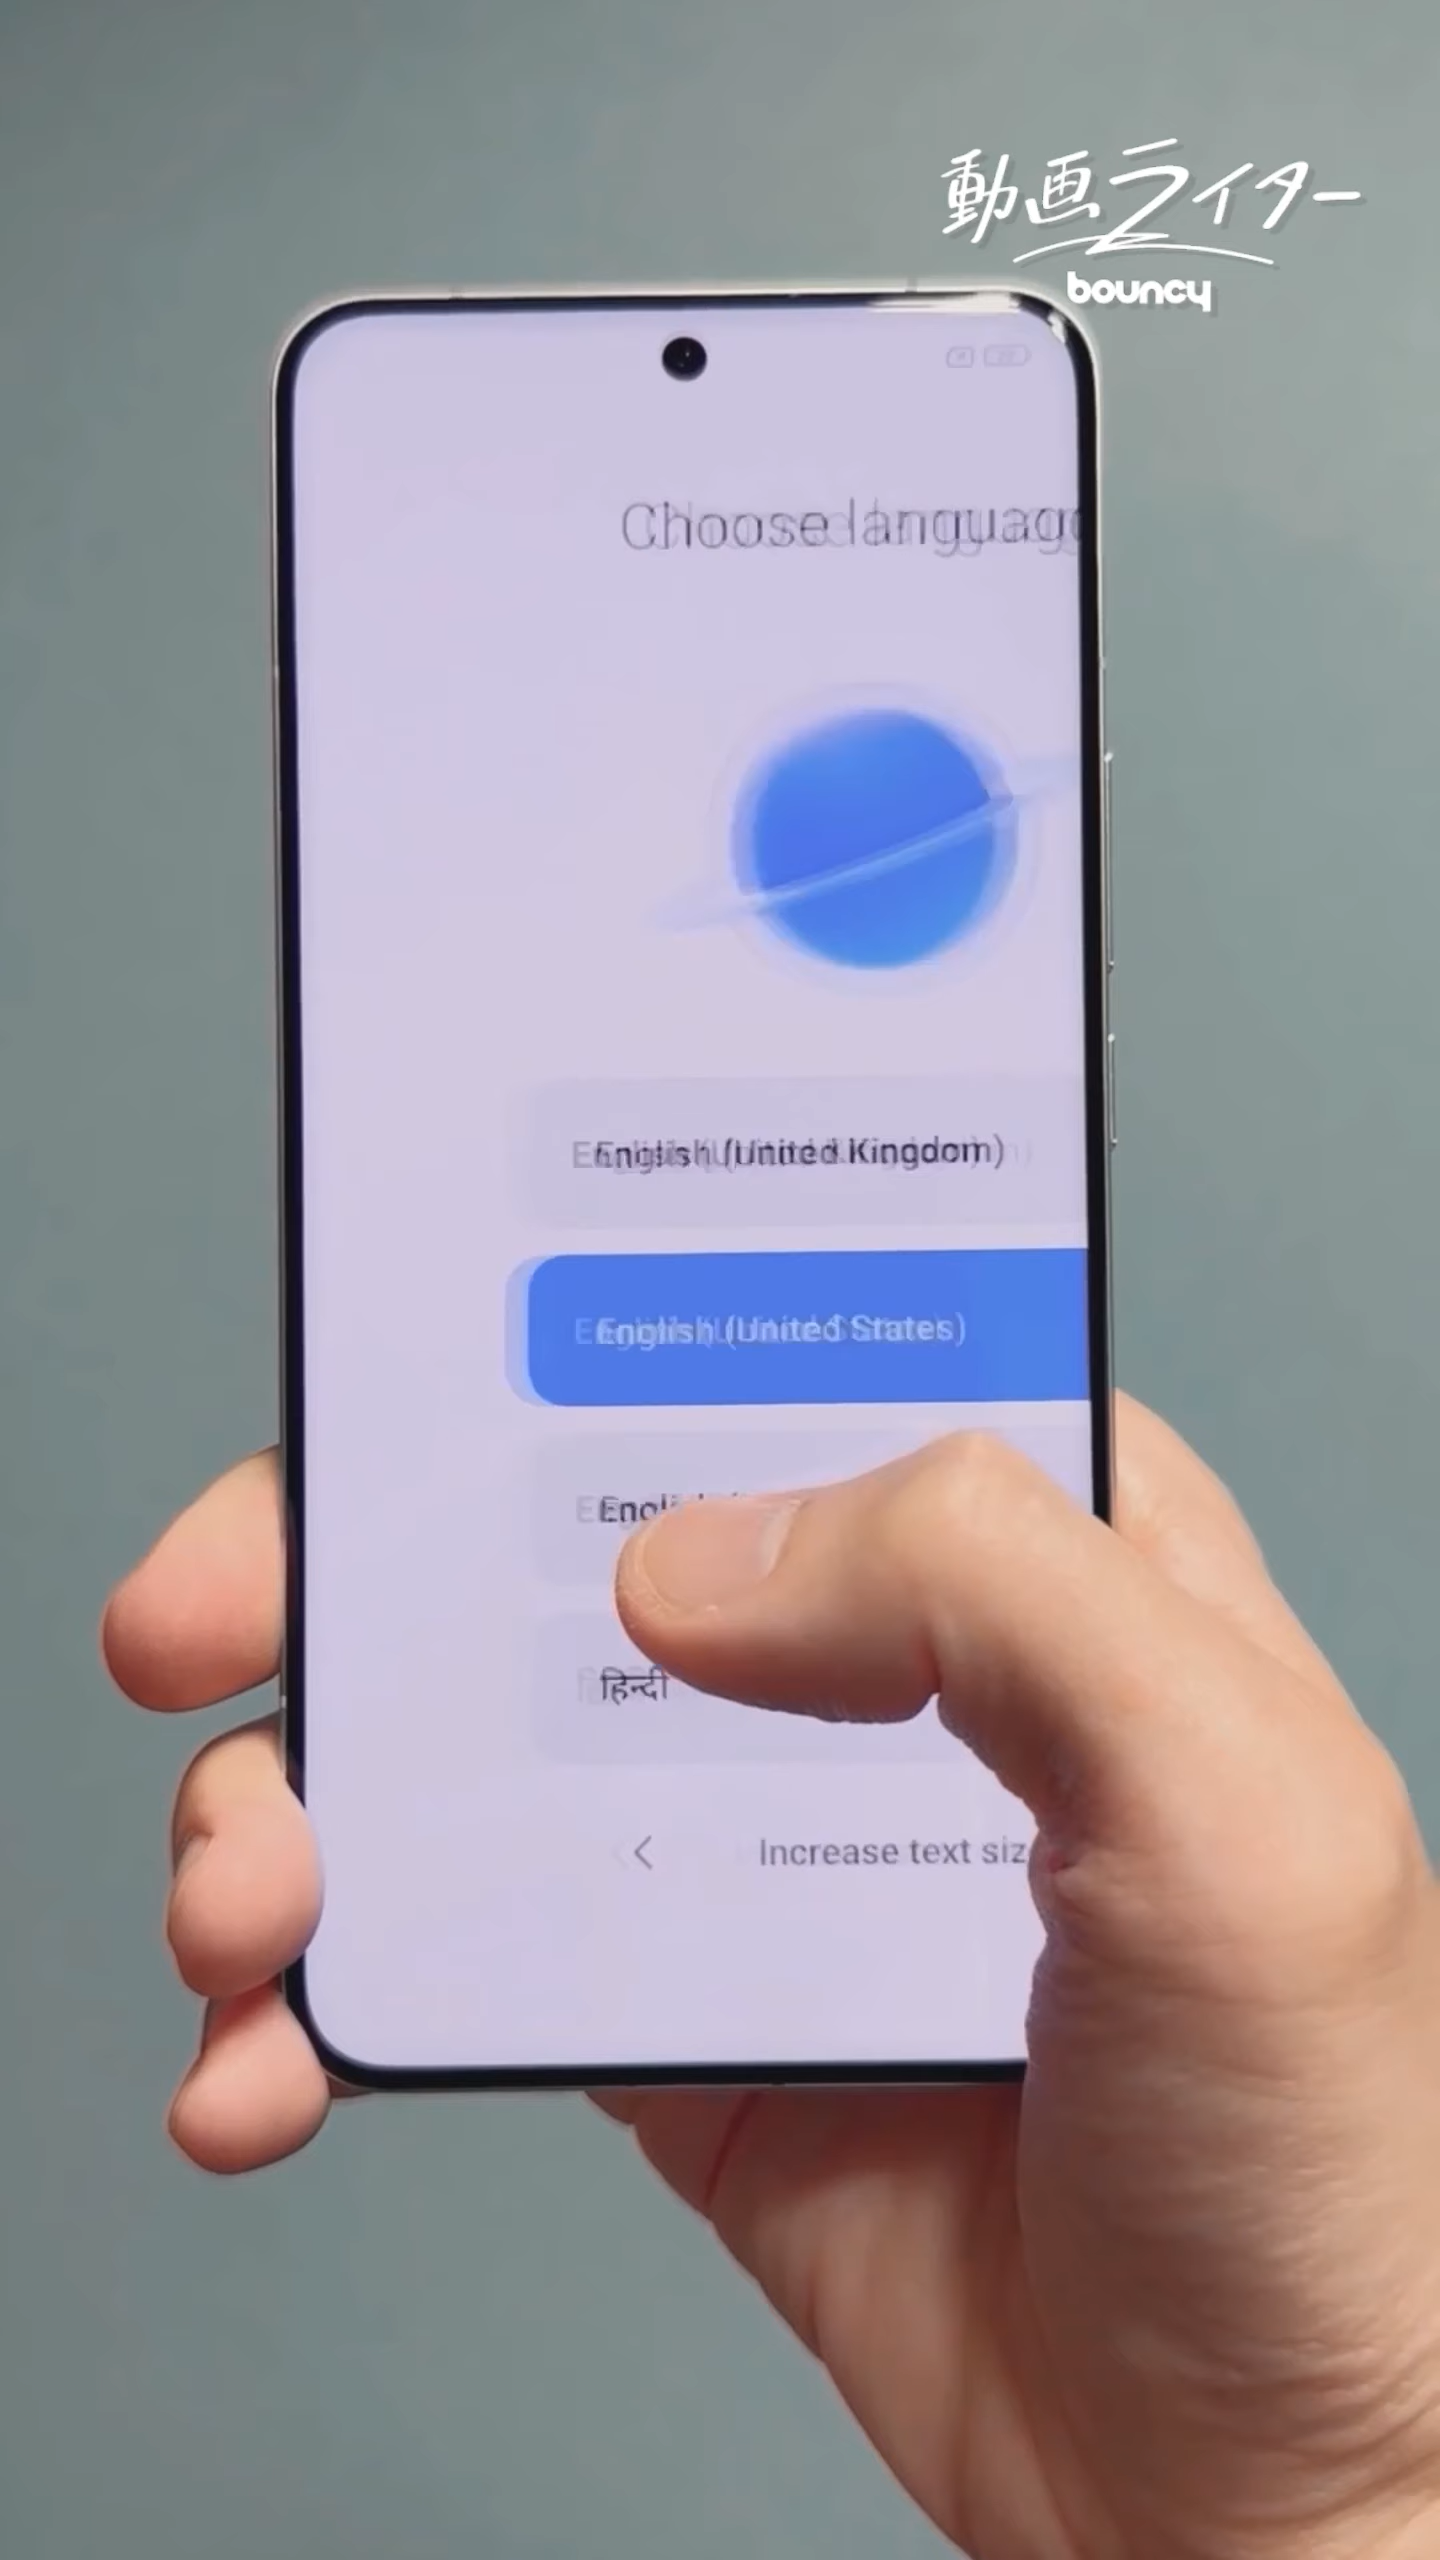 動画ライター
bouncy
Choose languag
English (United Kingdom)
English (United States)
हिन्दी
Increase text siz